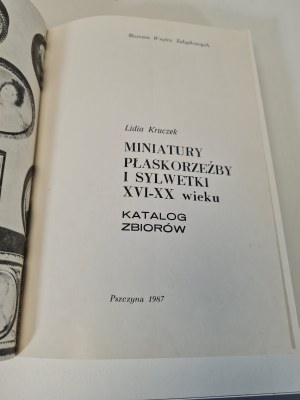 Muzeum Wnętrz Zabytkowych
Lidia Kruczek
MINIATURY
PŁASKORZEŹBY
I SYLWETKI
XVI-XX wieku
KATALOG
ZBIORÓW
Pszczyna 1987